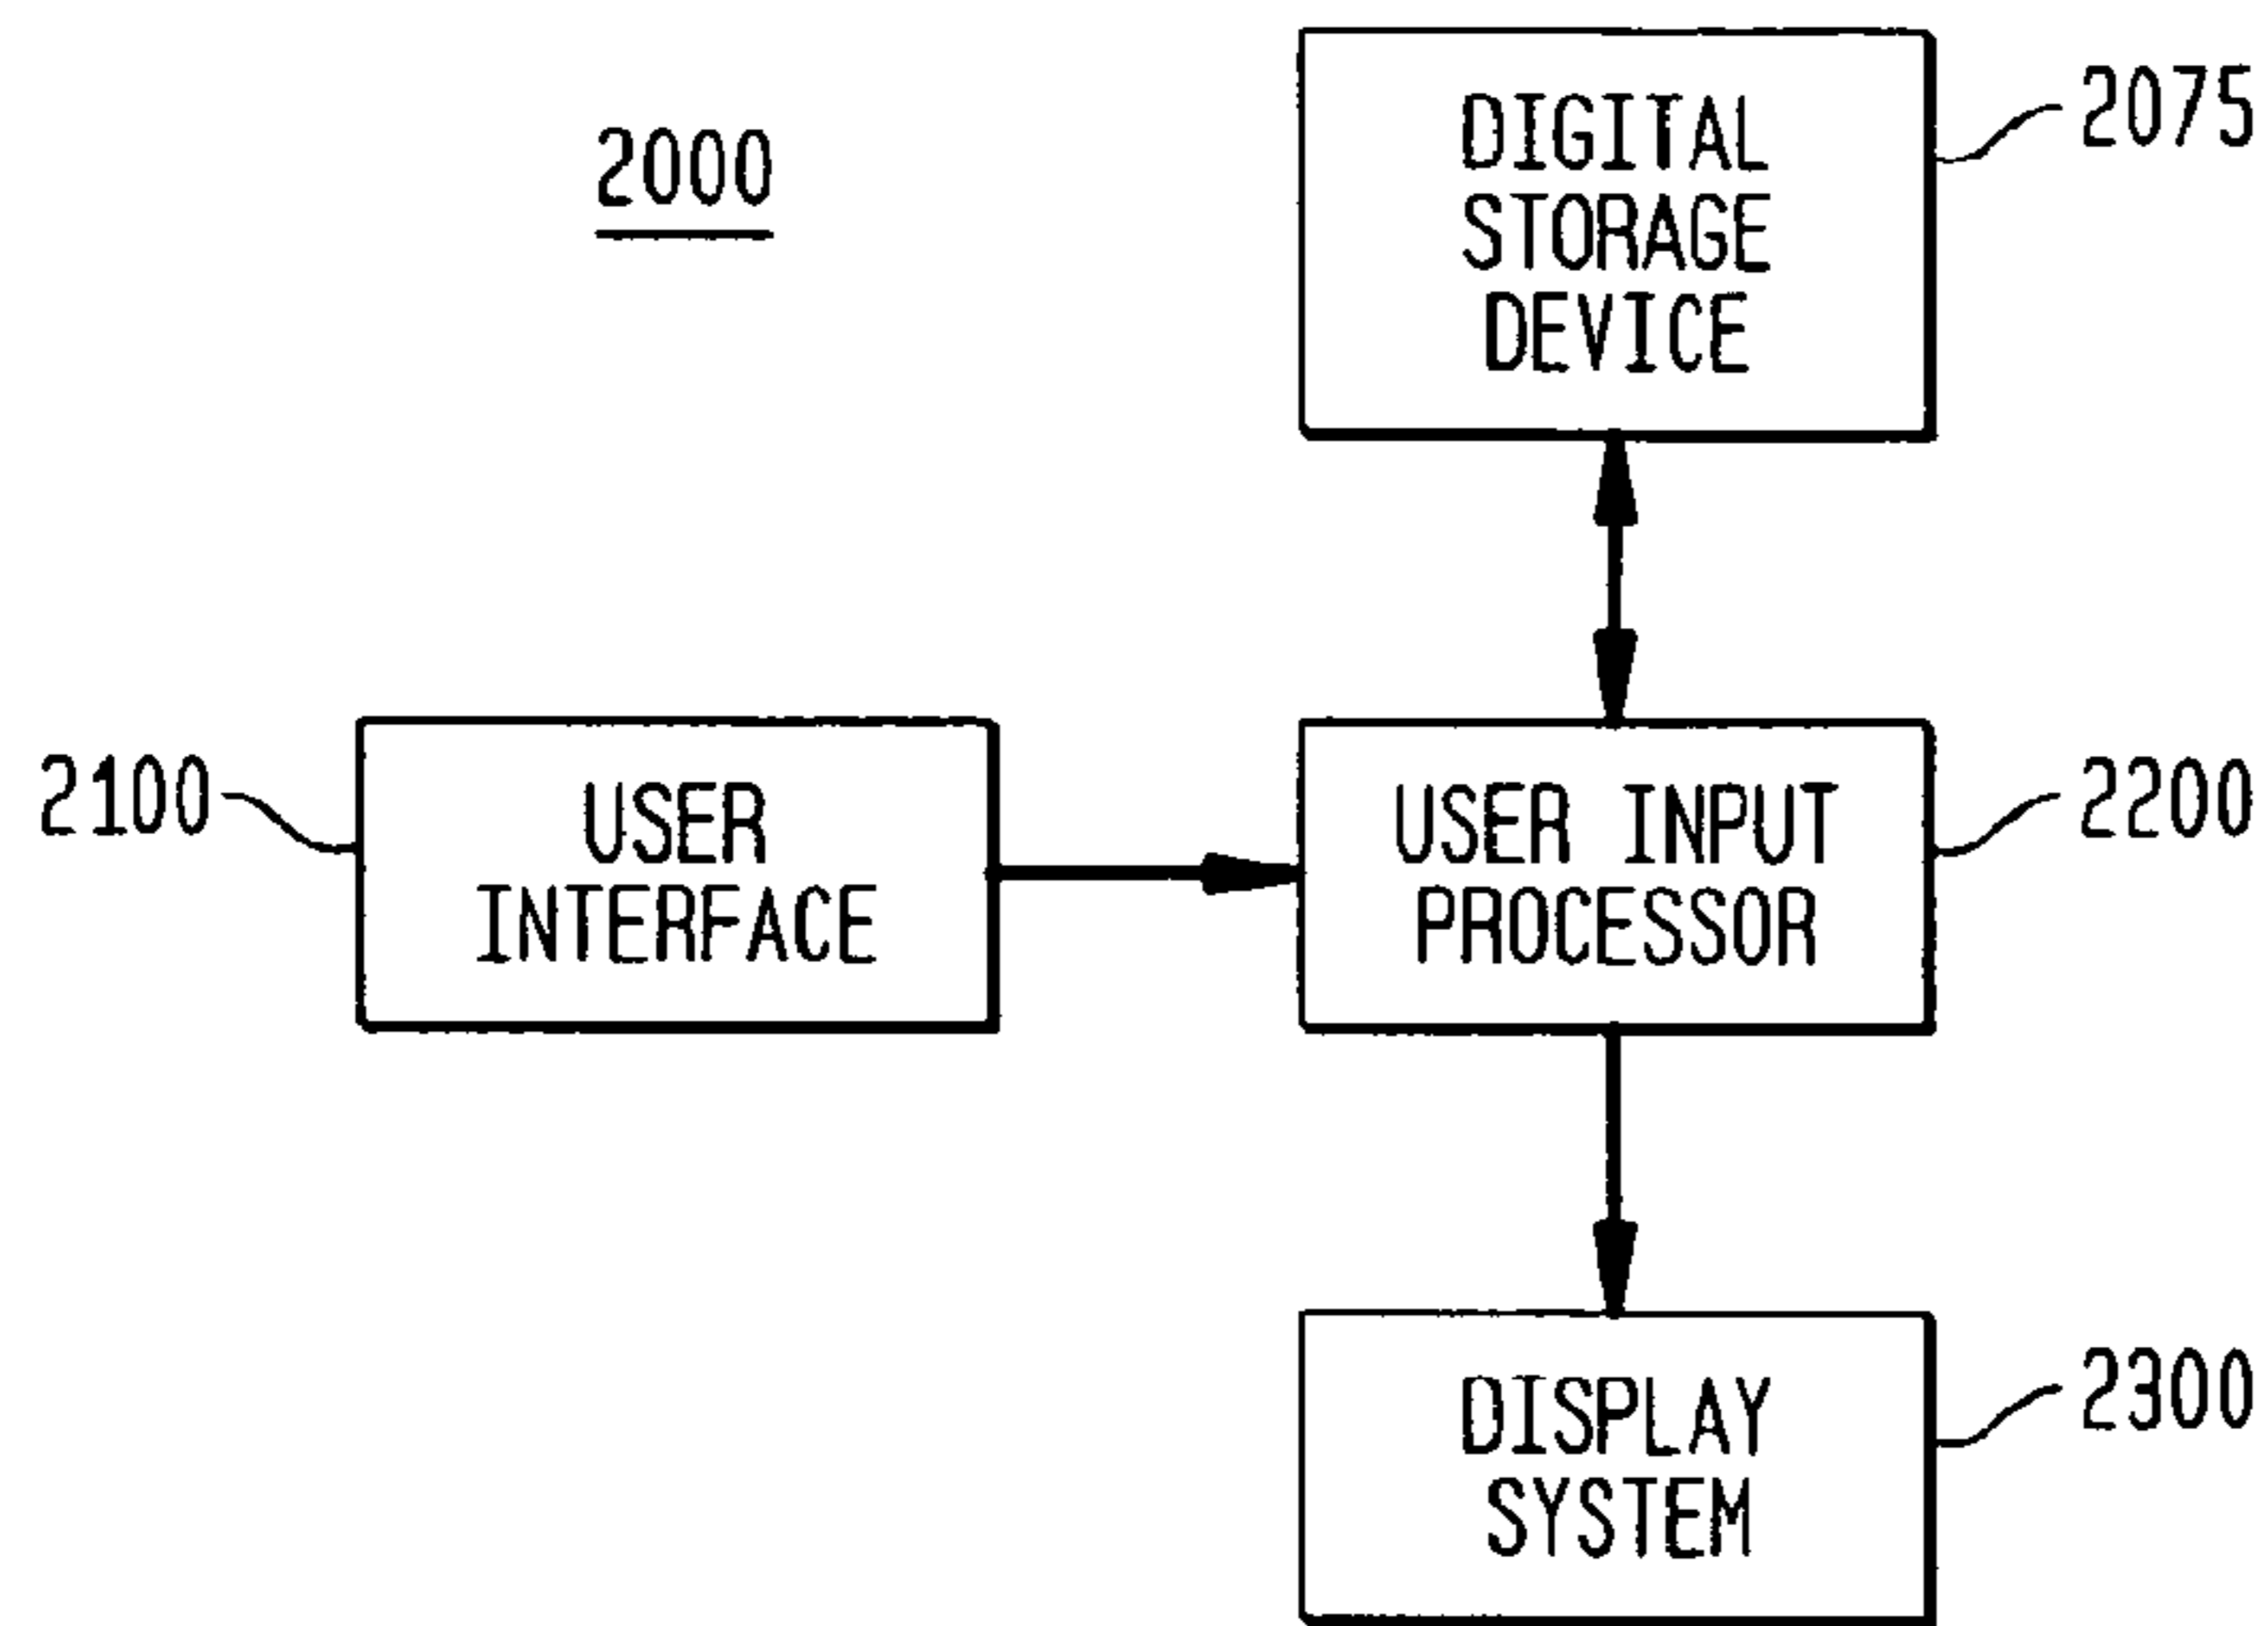 2000
DIGITAL
STORAGE
DEVICE
2075
2100
USER
INTERFACE
USER INPUT
PROCESSOR
2200
DISPLAY
SYSTEM
2300